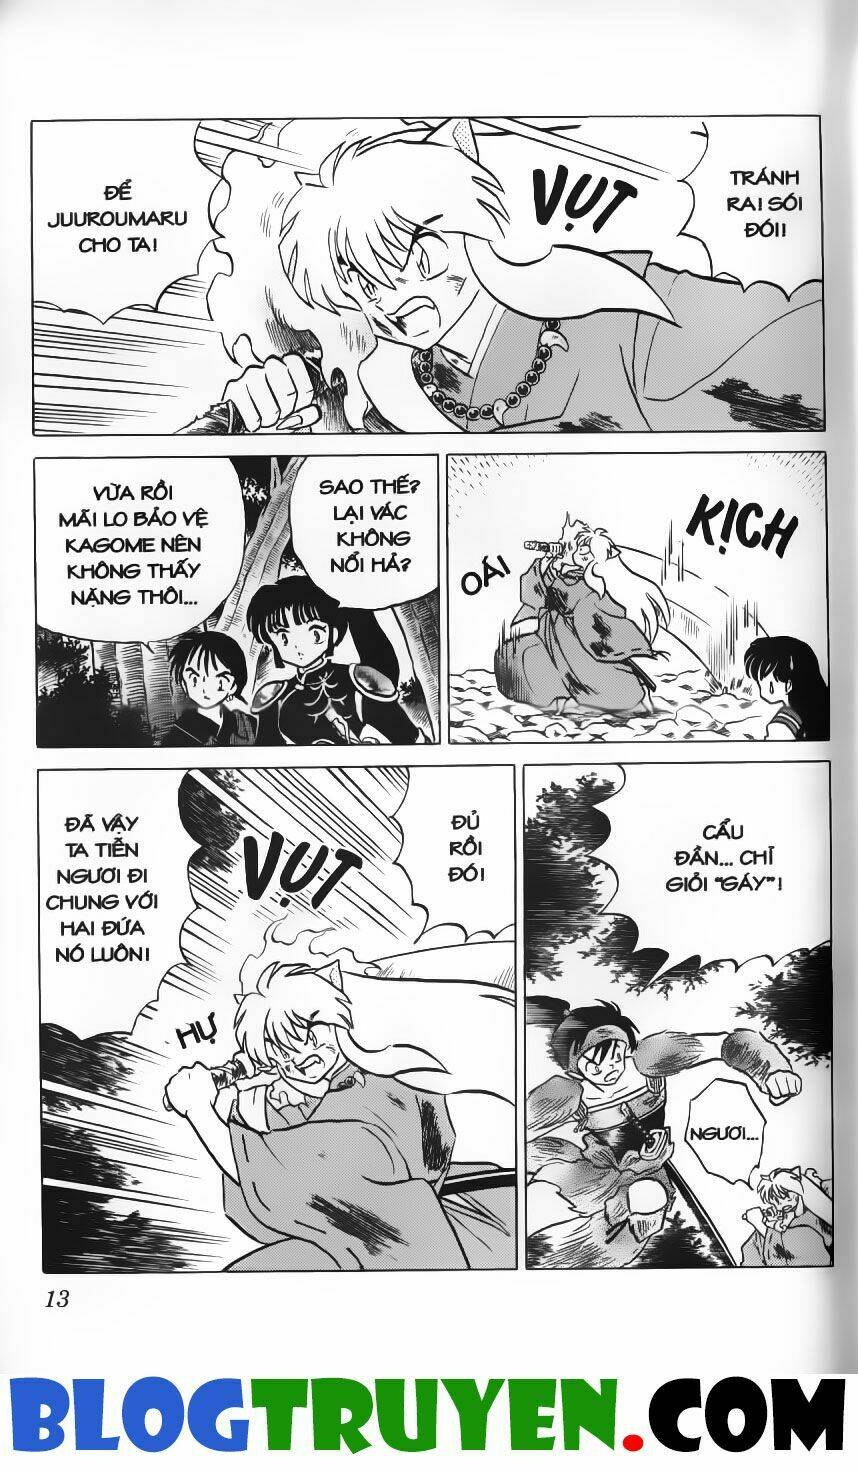 TRÁNH
RA! SÓI
ĐÓI!
VỤT
ĐỂ
JUUROUMARU
CHO TA!
KỊCH
OÁI
SAO THẾ?
LẠI VÁC
KHÔNG
NỔI HẢ?
VỪA RỒI
MÃI LO BẢO VỆ
KAGOME NÊN
KHÔNG THẤY
NẶNG THÔI...
CẨU
ĐẦN... CHỈ
GIỎI "GÁY"!
NGƯƠI...
ĐỦ
RỒI
ĐÓ!
VỤT
HỰ
ĐÃ VẬY
TA TIỄN
NGƯƠI ĐI
CHUNG VỚI
HAI ĐỨA
NÓ LUÔN!
13
BLOGTRUYEN.COM